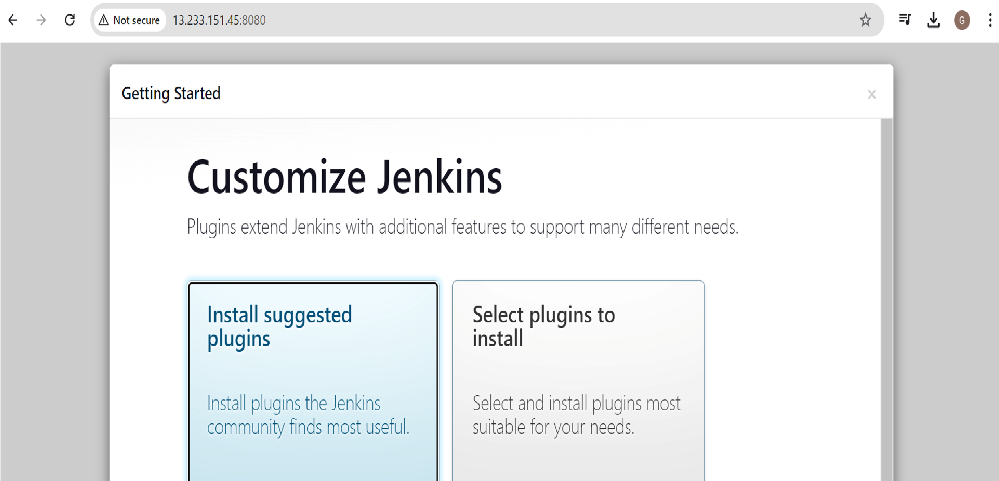 Not secure 13.233.151.45:8080
G
Getting Started
Customize Jenkins
Plugins extend Jenkins with additional features to support many different needs.
Install suggested
plugins
Install plugins the Jenkins
community finds most useful.
Select plugins to
install
Select and install plugins most
suitable for your needs.